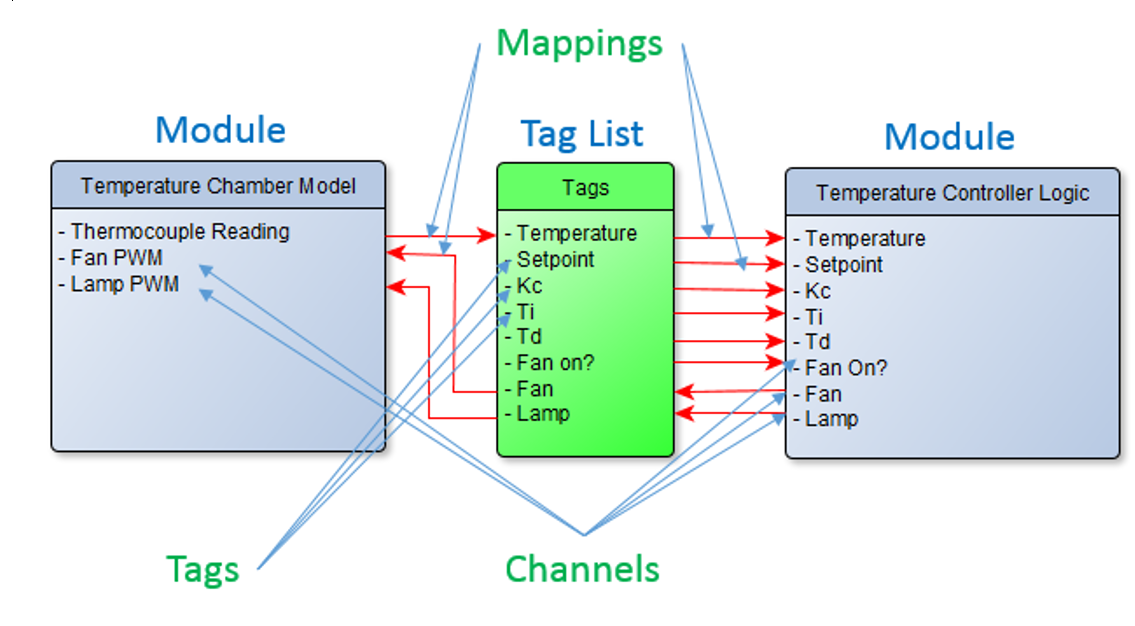 Mappings
Module
Tag List
Module
Temperature Chamber Model
- Thermocouple Reading
- Fan PWM
- Lamp PWM
Tags
- Temperature
- Setpoint
- Kc
- Ti
- Td
- Fan on?
- Fan
- Lamp
Temperature Controller Logic
- Temperature
- Setpoint
- Kc
- Ti
- Td
- Fan On?
- Fan
- Lamp
Tags
Channels